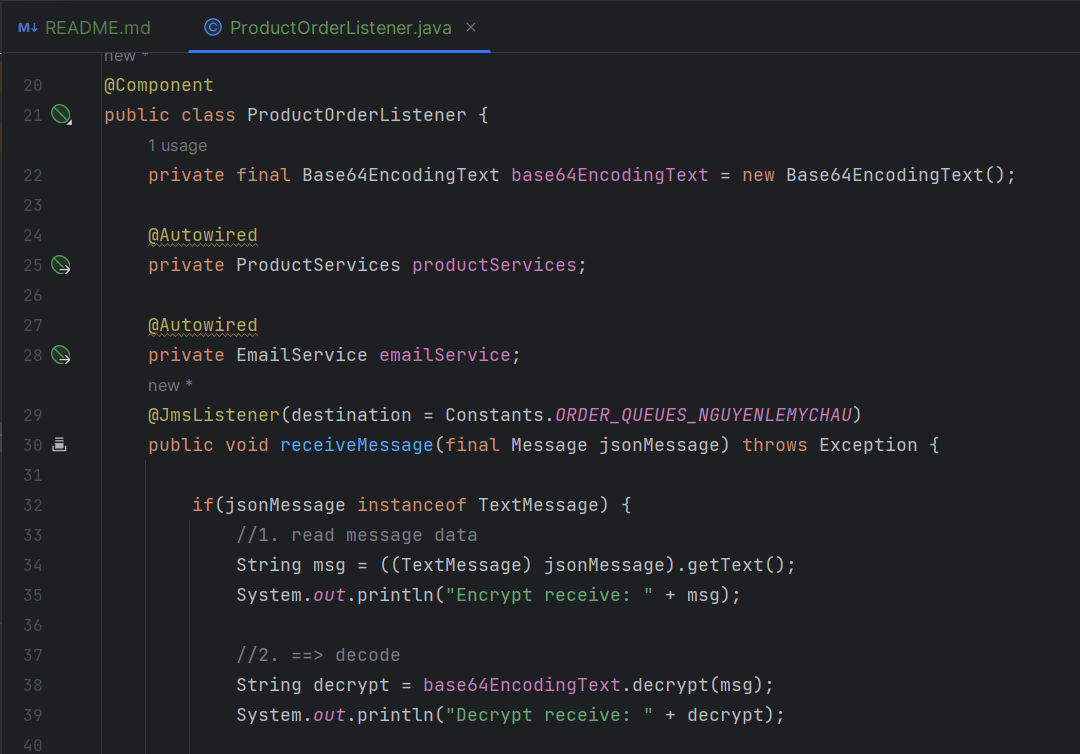 M↓ README.md
C ProductOrderListener.java ×
new *
20 @Component
21 public class ProductOrderListener {
1 usage
22 private final Base64EncodingText base64EncodingText = new Base64EncodingText();
23
24 @Autowired
25 private ProductServices productServices;
26
27 @Autowired
28 private EmailService emailService;
new *
29 @JmsListener(destination = Constants.ORDER_QUEUES_NGUYENLEMYCHAU)
30 public void receiveMessage(final Message jsonMessage) throws Exception {
31
32 if(jsonMessage instanceof TextMessage) {
33 //1. read message data
34 String msg = ((TextMessage) jsonMessage).getText();
35 System.out.println("Encrypt receive: " + msg);
36
37 //2. ==> decode
38 String decrypt = base64EncodingText.decrypt(msg);
39 System.out.println("Decrypt receive: " + decrypt);
40